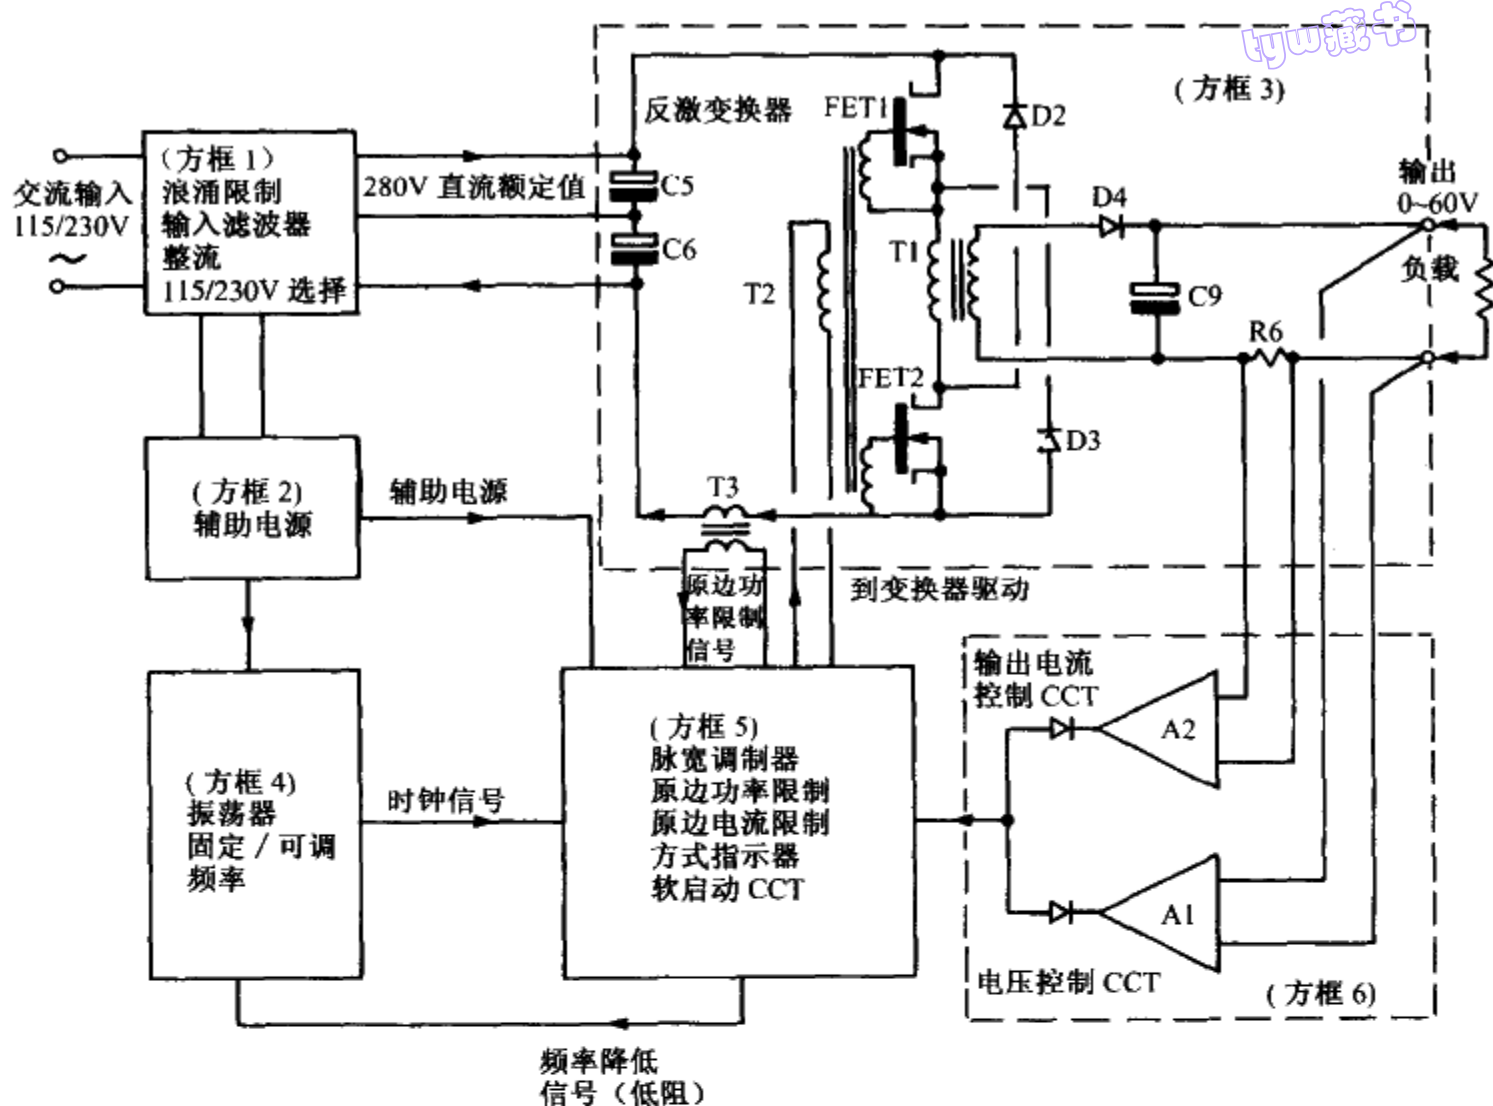 tyw藏书
(方框 3)
反激变换器
FET1
D2
(方框 1)
浪涌限制
输入滤波器
整流
115/230V 选择
交流输入
115/230V
~
280V 直流额定值
C5
C6
T2
T1
D4
C9
R6
输出
0~60V
负载
FET2
D3
T3
(方框 2)
辅助电源
辅助电源
原边功
率限制
信号
到变换器驱动
(方框 4)
振荡器
固定 / 可调
频率
时钟信号
(方框 5)
脉宽调制器
原边功率限制
原边电流限制
方式指示器
软启动 CCT
输出电流
控制 CCT
A2
A1
电压控制 CCT
(方框 6)
频率降低
信号（低阻）